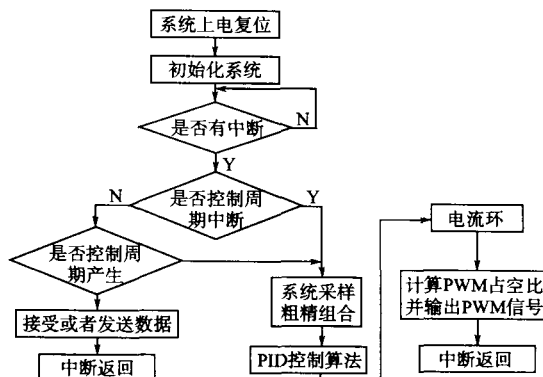 系统上电复位
初始化系统
是否有中断
N
Y
是否控制周
期中断
N
Y
是否控制周
期产生
接受或者发送数据
中断返回
系统采样
粗精组合
PID控制算法
电流环
计算PWM占空比
并输出PWM信号
中断返回